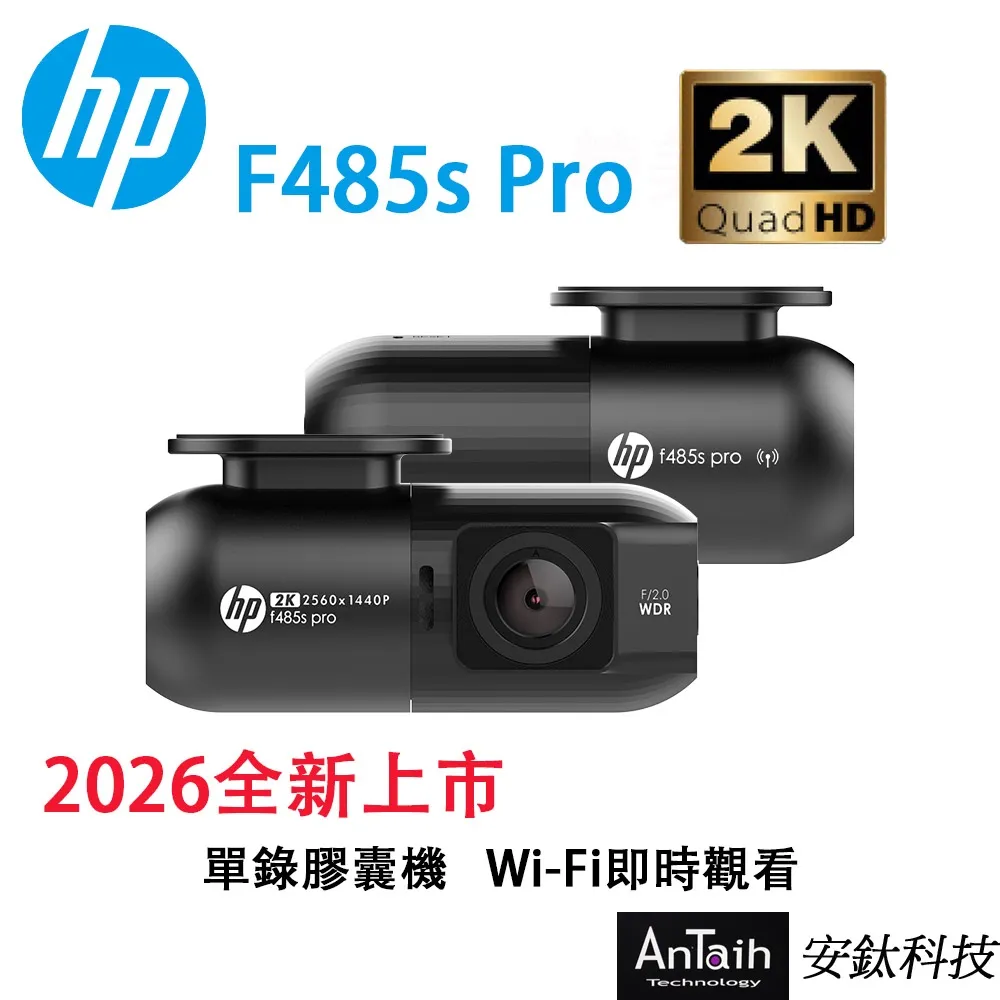 hp
F485s Pro
2K
Quad HD
RESET
hp f485s pro
hp 2K 2560x1440P
f485s pro
F/2.0
WDR
2026全新上市
單錄膠囊機 Wi-Fi即時觀看
AnTaih
Technology
安鈦科技